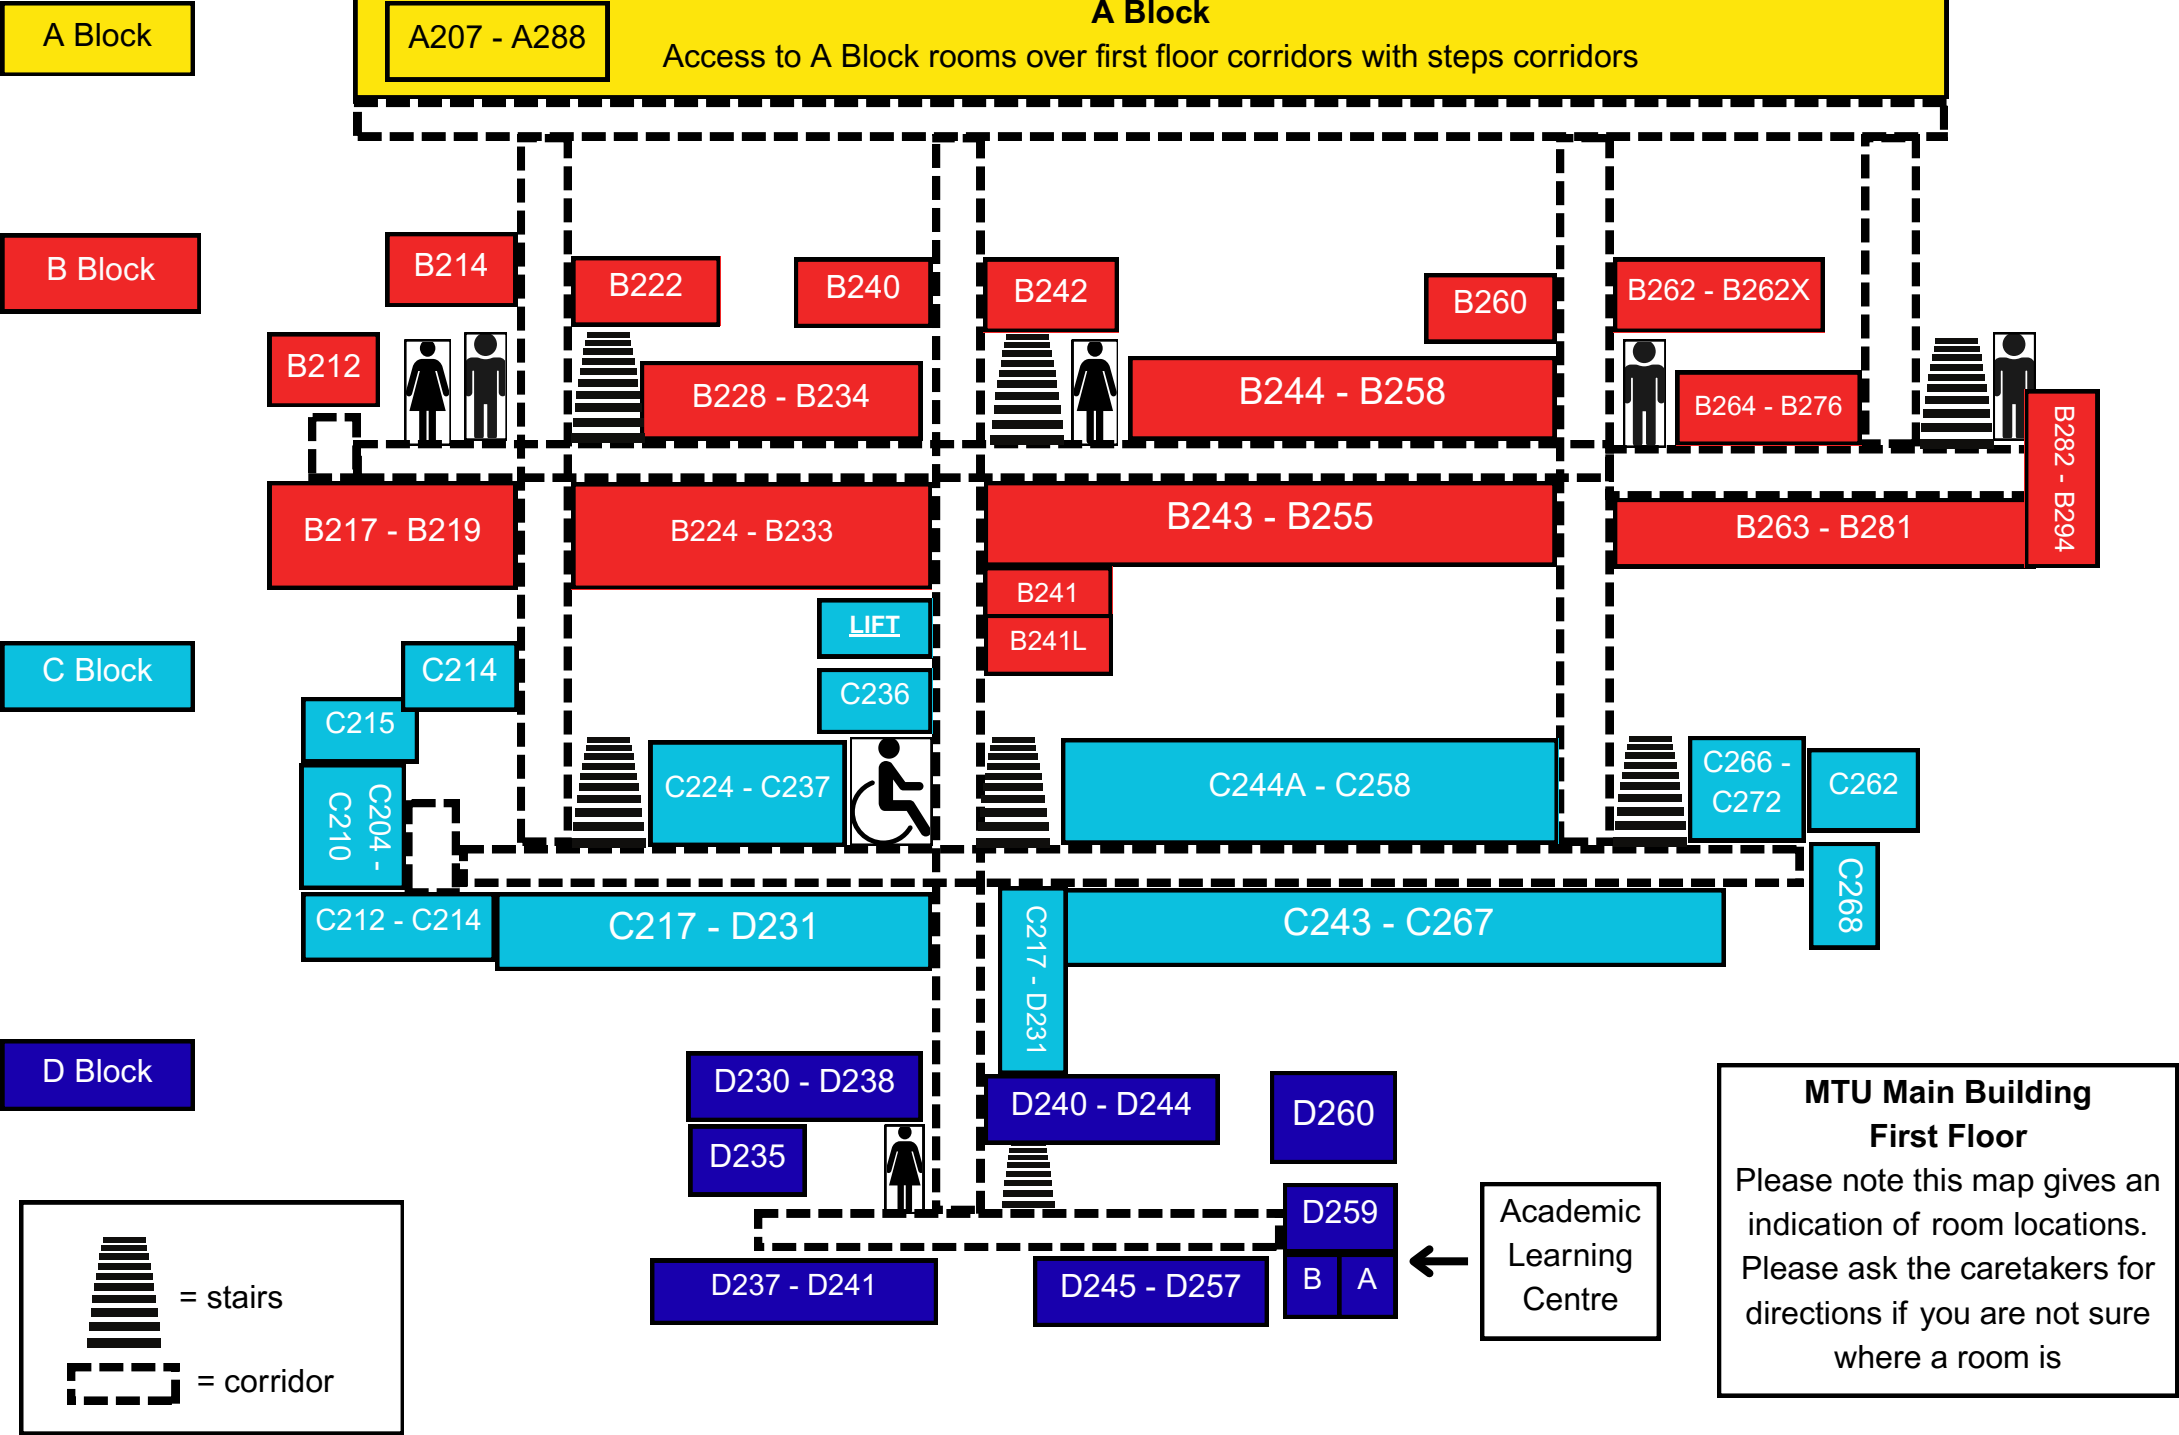 A Block
A207 - A288
A Block
Access to A Block rooms over first floor corridors with steps corridors
B Block
B214
B222
B240
B242
B260
B262 - B262X
B212
B228 - B234
B244 - B258
B264 - B276
B282 - B294
B217 - B219
B224 - B233
B243 - B255
B263 - B281
B241
B241L
LIFT
C Block
C214
C236
C215
C204 -
C210
C224 - C237
C244A - C258
C266 -
C272
C262
C268
C212 - C214
C217 - D231
C217 - D231
C243 - C267
D Block
D230 - D238
D240 - D244
D260
D235
D259
B
A
D237 - D241
D245 - D257
Academic
Learning
Centre
MTU Main Building
First Floor
Please note this map gives an
indication of room locations.
Please ask the caretakers for
directions if you are not sure
where a room is
= stairs
= corridor